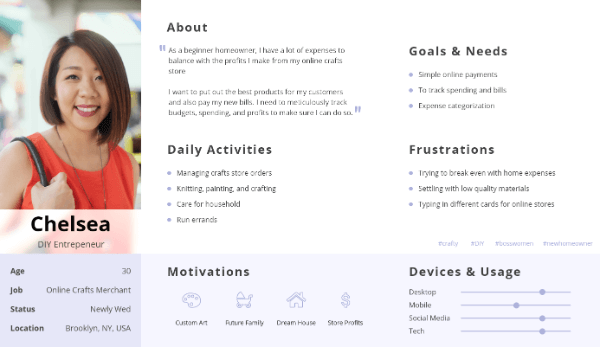 About
" As a beginner homeowner, I have a lot of expenses to
balance with the profits I make from my online crafts
store
I want to put out the best products for my customers
and also pay my new bills. I need to meticulously track
budgets, spending, and profits to make sure I can do so. "
Goals & Needs
Simple online payments
To track spending and bills
Expense categorization
Daily Activities
Managing crafts store orders
Knitting, painting, and crafting
Care for household
Run errands
Frustrations
Trying to break even with home expenses
Settling with low quality materials
Typing in different cards for online stores
#crafty #DIY #bosswomen #newhomeowner
Chelsea
DIY Entrepeneur
Age 30
Job Online Crafts Merchant
Status Newly Wed
Location Brooklyn, NY, USA
Motivations
Custom Art Future Family Dream House Store Profits
Devices & Usage
Desktop
Mobile
Social Media
Tech